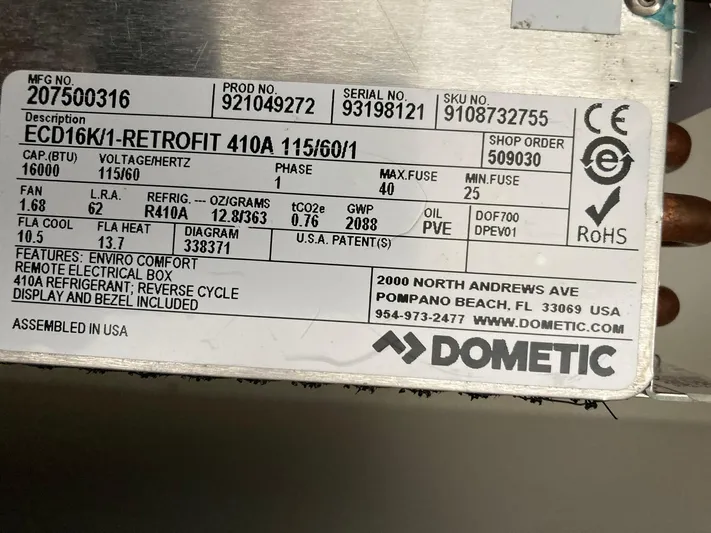 MFG NO. PROD NO. SERIAL NO. SKU NO.
207500316 921049272 93198121 9108732755
Description
ECD16K/1-RETROFIT 410A 115/60/1
SHOP ORDER
509030
CAP.(BTU) VOLTAGE/HERTZ PHASE MAX.FUSE MIN.FUSE
16000 115/60 1 40 25
FAN L.R.A. REFRIG. --- OZ/GRAMS tCO2e GWP OIL DOF700
1.68 62 R410A 12.8/363 0.76 2088 PVE DPEV01
FLA COOL FLA HEAT DIAGRAM U.S.A. PATENT(S)
10.5 13.7 338371
CE
e
RoHS
FEATURES: ENVIRO COMFORT
REMOTE ELECTRICAL BOX
410A REFRIGERANT; REVERSE CYCLE
DISPLAY AND BEZEL INCLUDED
2000 NORTH ANDREWS AVE
POMPANO BEACH, FL 33069 USA
954-973-2477 WWW.DOMETIC.COM
ASSEMBLED IN USA
DOMETIC